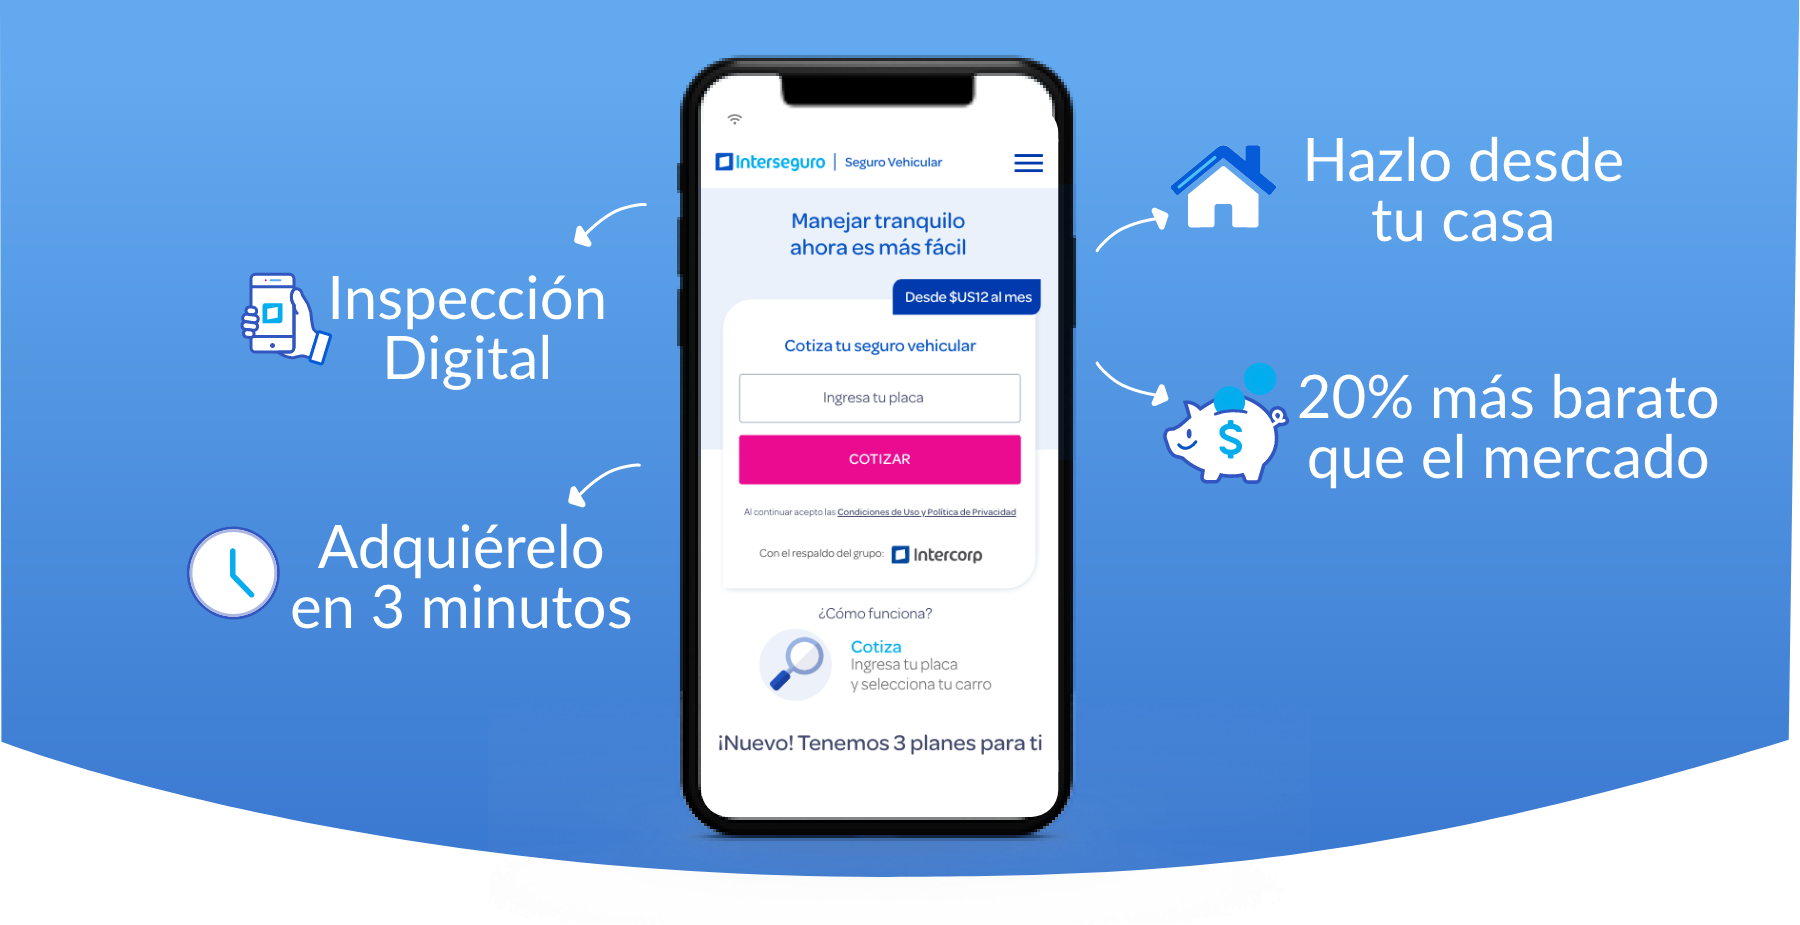 Inspección
Digital
Adquiérelo
en 3 minutos
Interseguro | Seguro Vehicular
Manejar tranquilo
ahora es más fácil
Desde $US12 al mes
Cotiza tu seguro vehicular
Ingresa tu placa
COTIZAR
Al continuar acepto las Condiciones de Uso y Política de Privacidad
Con el respaldo del grupo: Intercorp
¿Cómo funciona?
Cotiza
Ingresa tu placa
y selecciona tu carro
¡Nuevo! Tenemos 3 planes para ti
Hazlo desde
tu casa
$
20% más barato
que el mercado